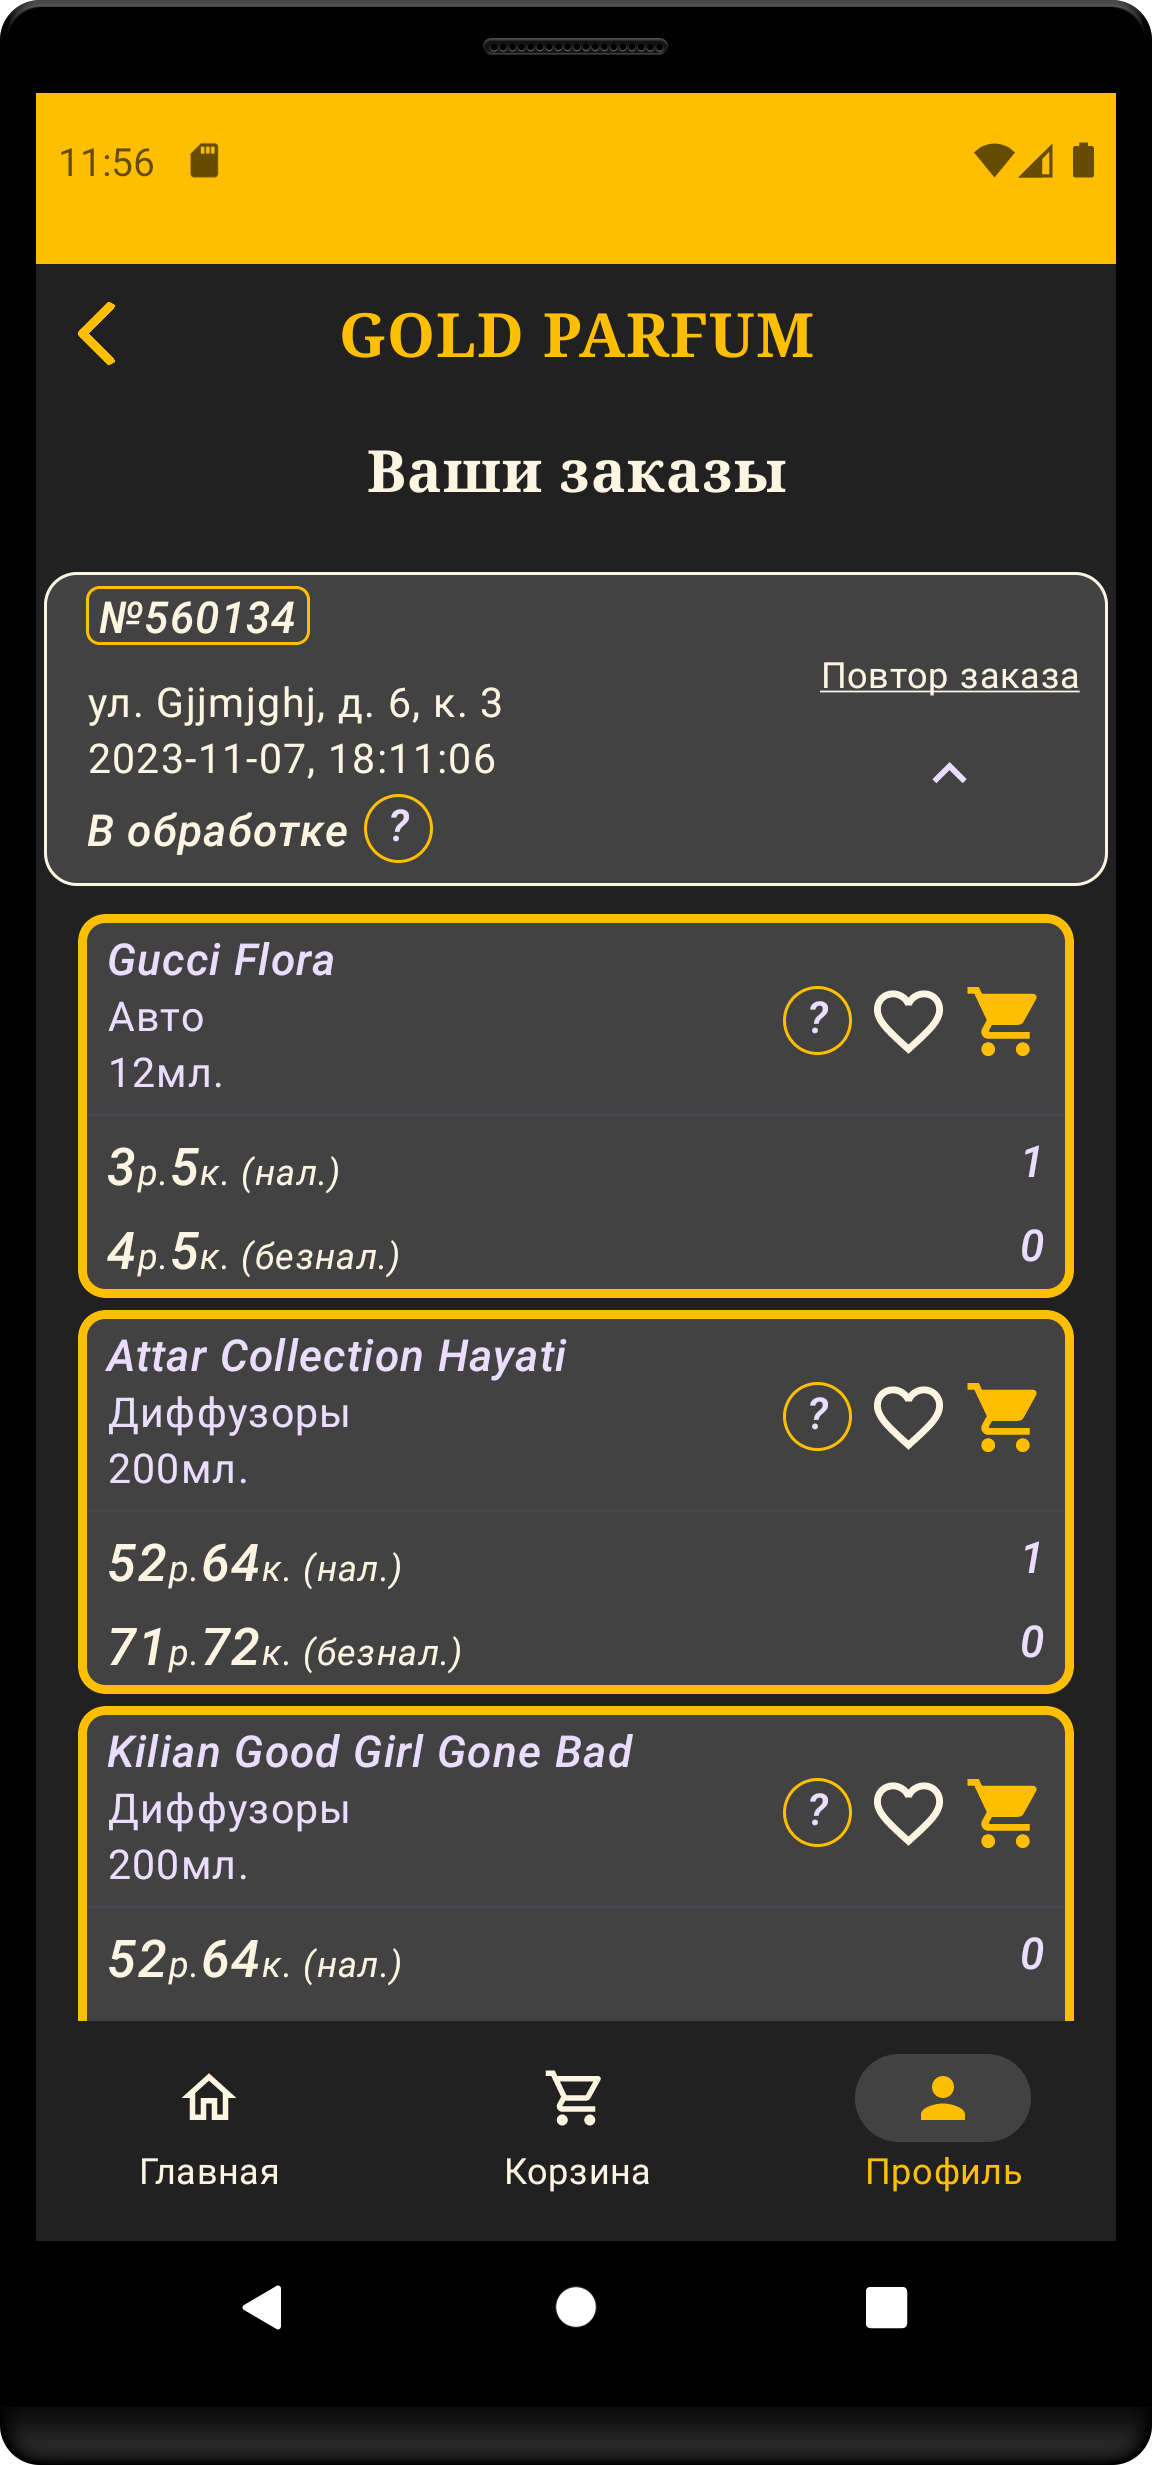 11:56
GOLD PARFUM
Ваши заказы
№560134
Повтор заказа
ул. Gjjmjghj, д. 6, к. 3
2023-11-07, 18:11:06
В обработке ?
Gucci Flora
Авто
?
12мл.
3р.5к. (нал.) 1
4р.5к. (безнал.) 0
Attar Collection Hayati
Диффузоры
?
200мл.
52р.64к. (нал.) 1
71р.72к. (безнал.) 0
Kilian Good Girl Gone Bad
Диффузоры
?
200мл.
52р.64к. (нал.) 0
Главная Корзина Профиль